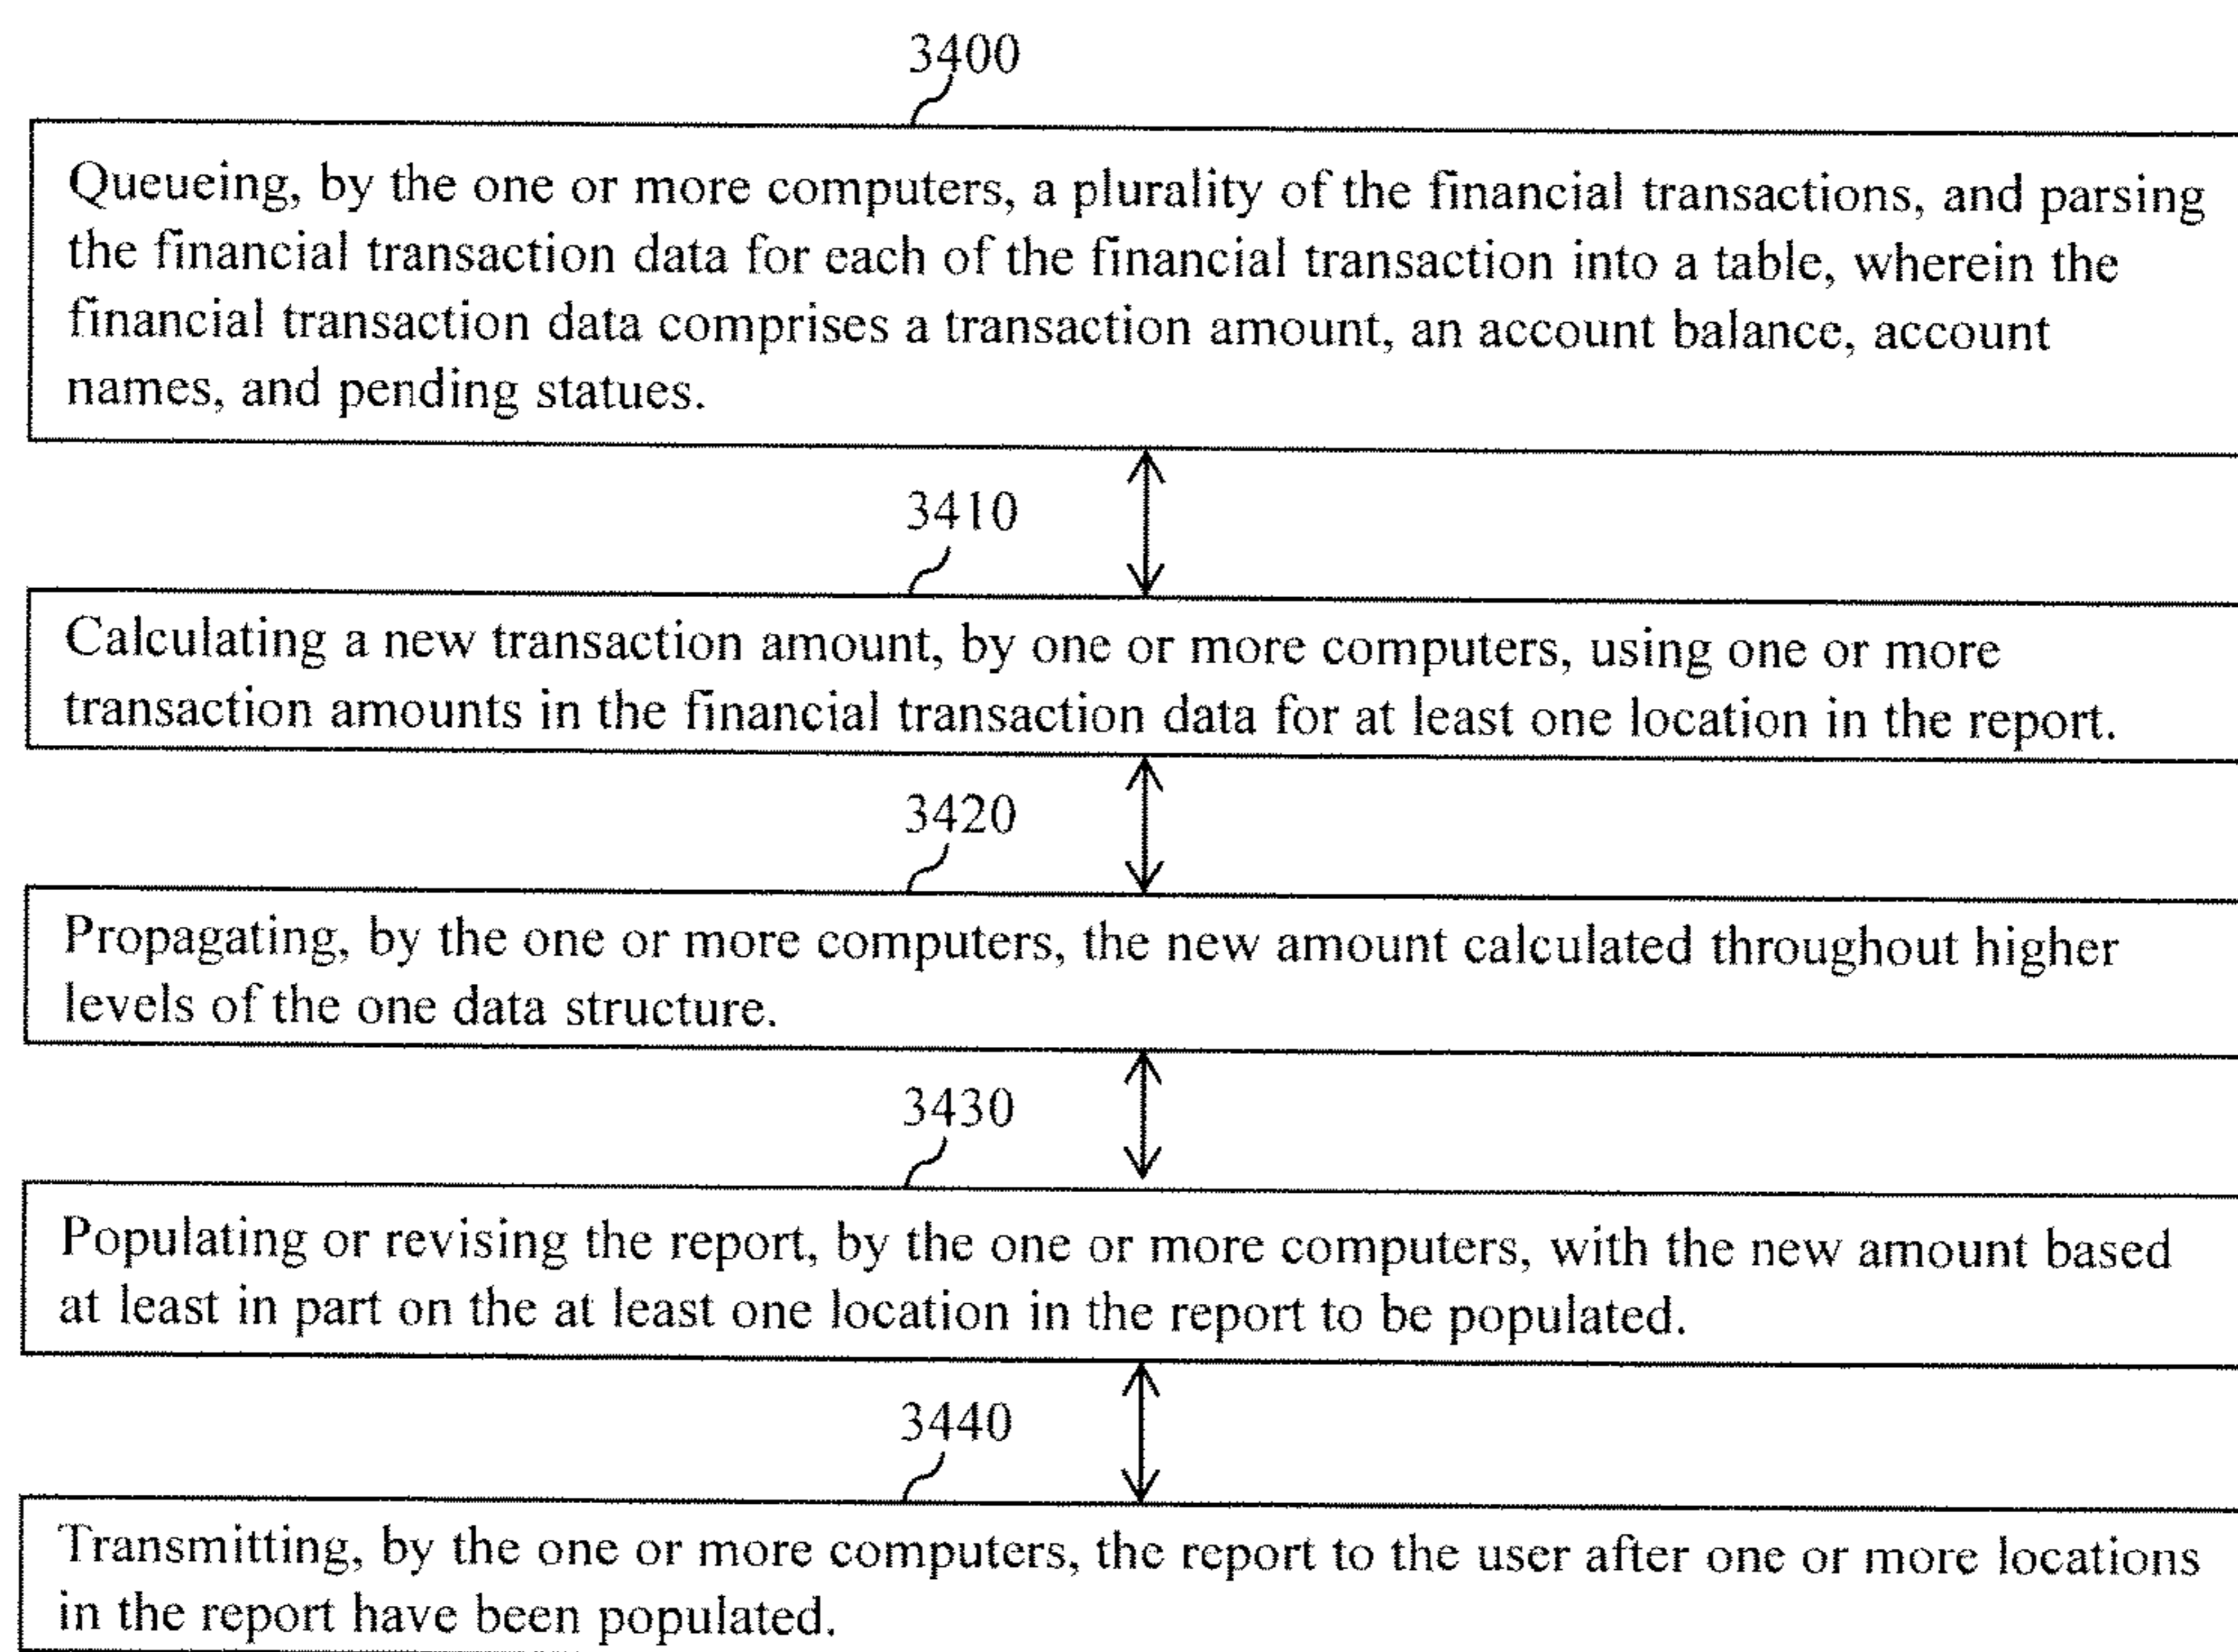 3400
Queueing, by the one or more computers, a plurality of the financial transactions, and parsing
the financial transaction data for each of the financial transaction into a table, wherein the
financial transaction data comprises a transaction amount, an account balance, account
names, and pending statues.
3410
Calculating a new transaction amount, by one or more computers, using one or more
transaction amounts in the financial transaction data for at least one location in the report.
3420
Propagating, by the one or more computers, the new amount calculated throughout higher
levels of the one data structure.
3430
Populating or revising the report, by the one or more computers, with the new amount based
at least in part on the at least one location in the report to be populated.
3440
Transmitting, by the one or more computers, the report to the user after one or more locations
in the report have been populated.